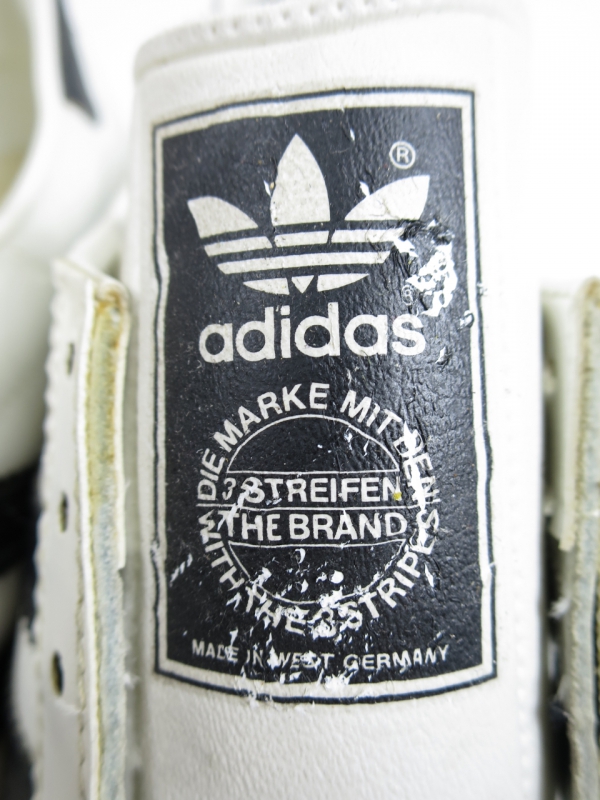 ®
adidas
DIE MARKE MIT DEN
3 STREIFEN
THE BRAND
WITH THE 3 STRIPES
MADE IN WEST GERMANY